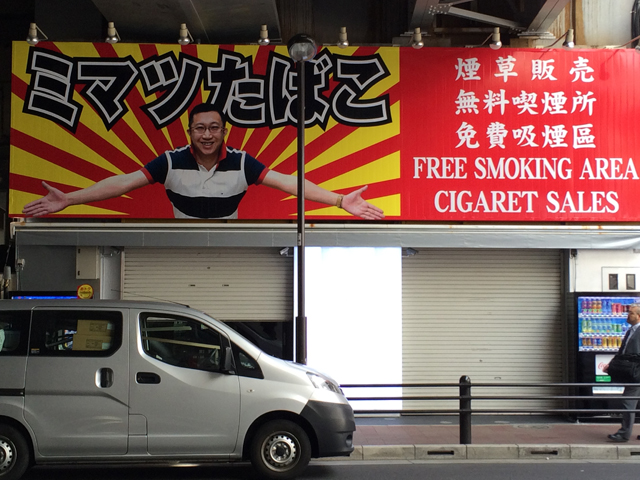 ミマツたばこ
煙草販売
無料喫煙所
免費吸煙區
FREE SMOKING AREA
CIGARET SALES